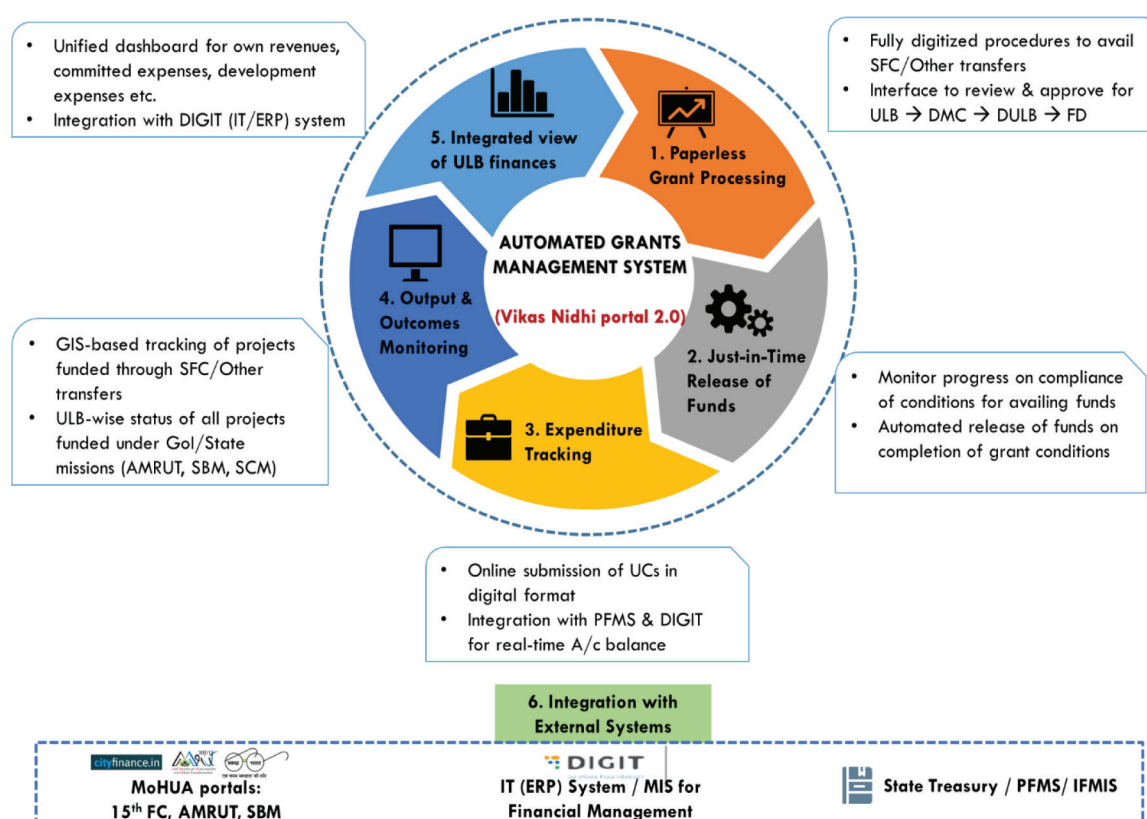 • Unified dashboard for own revenues,
committed expenses, development
expenses etc.
• Integration with DIGIT (IT/ERP) system
• Fully digitized procedures to avail
SFC/Other transfers
• Interface to review & approve for
ULB → DMC → DULB → FD
5. Integrated view
of ULB finances
1. Paperless
Grant Processing
AUTOMATED GRANTS
MANAGEMENT SYSTEM
(Vikas Nidhi portal 2.0)
4. Output &
Outcomes
Monitoring
2. Just-in-Time
Release of
Funds
3. Expenditure
Tracking
• GIS-based tracking of projects
funded through SFC/Other
transfers
• ULB-wise status of all projects
funded under GoI/State
missions (AMRUT, SBM, SCM)
• Monitor progress on compliance
of conditions for availing funds
• Automated release of funds on
completion of grant conditions
• Online submission of UCs in
digital format
• Integration with PFMS & DIGIT
for real-time A/c balance
6. Integration with
External Systems
cityfinance.in
MoHUA portals:
15th FC, AMRUT, SBM
DIGIT
IT (ERP) System / MIS for
Financial Management
State Treasury / PFMS/ IFMIS